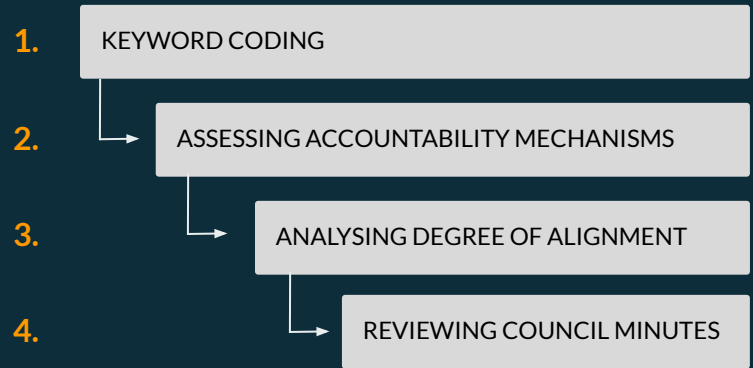 1. KEYWORD CODING
2. ASSESSING ACCOUNTABILITY MECHANISMS
3. ANALYSING DEGREE OF ALIGNMENT
4. REVIEWING COUNCIL MINUTES